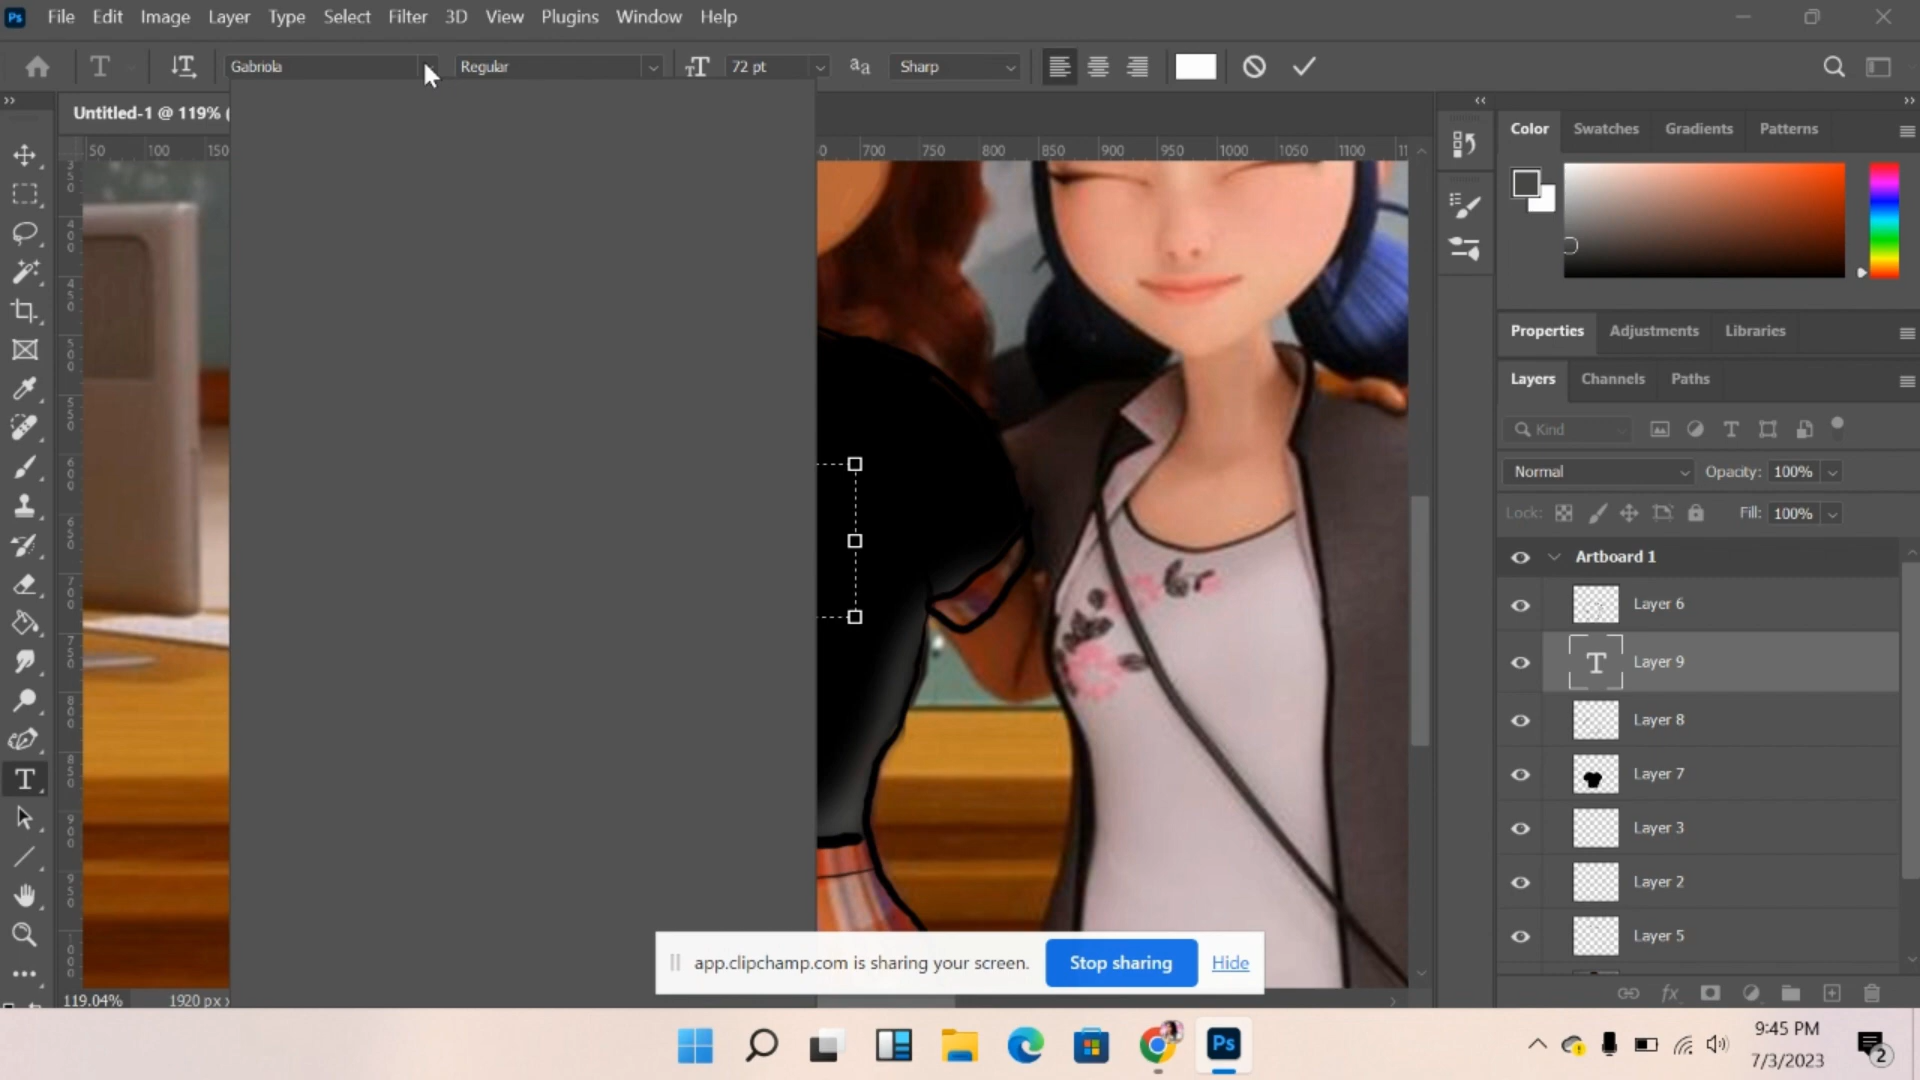 Ps File Edit Image Layer Type Select Filter 3D View Plugins Window Help
Gabriola Regular 72 pt Sharp
Untitled-1 @ 119% (
50 100 150 700 750 800 850 900 950 1000 1050 1100
Color Swatches Gradients Patterns
Properties Adjustments Libraries
Layers Channels Paths
Kind
Normal Opacity: 100%
Lock: Fill: 100%
Artboard 1
Layer 6
Layer 9
Layer 8
Layer 7
Layer 3
Layer 2
Layer 5
app.clipchamp.com is sharing your screen. Stop sharing Hide
119.04% 1920 px
fx
Ps
9:45 PM
7/3/2023
2